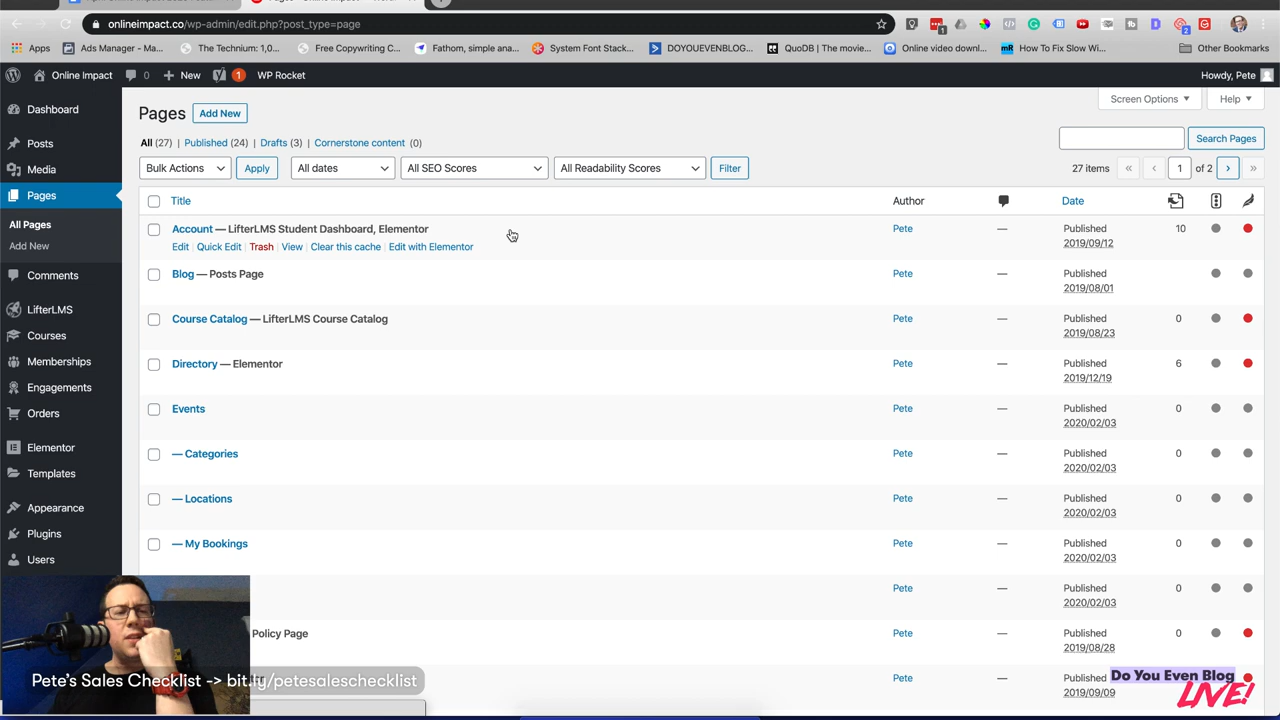 onlineimpact.co/wp-admin/edit.php?post_type=page
Apps Ads Manager - Ma... The Technium: 1,0... Free Copywriting C... Fathom, simple ana... System Font Stack... DOYOUEVENBLOG... QuoDB | The movie... Online video downl... How To Fix Slow Wi... Other Bookmarks
Online Impact 0 New 1 WP Rocket Howdy, Pete
Screen Options Help
Dashboard
Posts
Media
Pages
All Pages
Add New
Comments
LifterLMS
Courses
Memberships
Engagements
Orders
Elementor
Templates
Appearance
Plugins
Users
Pages Add New
All (27) | Published (24) | Drafts (3) | Cornerstone content (0)
Search Pages
Bulk Actions Apply All dates All SEO Scores All Readability Scores Filter 27 items « ‹ 1 of 2 › »
Title Author Date
Account — LifterLMS Student Dashboard, Elementor Pete — Published 10
Edit | Quick Edit | Trash | View | Clear this cache | Edit with Elementor 2019/09/12
Blog — Posts Page Pete — Published
2019/08/01
Course Catalog — LifterLMS Course Catalog Pete — Published 0
2019/08/23
Directory — Elementor Pete — Published 6
2019/12/19
Events Pete — Published 0
2020/02/03
— Categories Pete — Published 0
2020/02/03
— Locations Pete — Published 0
2020/02/03
— My Bookings Pete — Published 0
2020/02/03
Pete — Published 0
2020/02/03
Policy Page Pete — Published 0
2019/08/28
Pete — Published
2019/09/09
Pete's Sales Checklist -> bit.ly/petesaleschecklist
Do You Even Blog
LIVE!